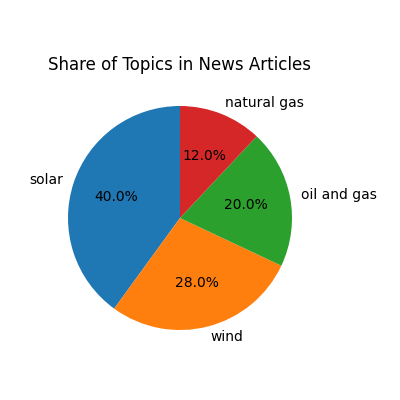 Share of Topics in News Articles
natural gas
12.0%
solar
40.0%
oil and gas
20.0%
28.0%
wind